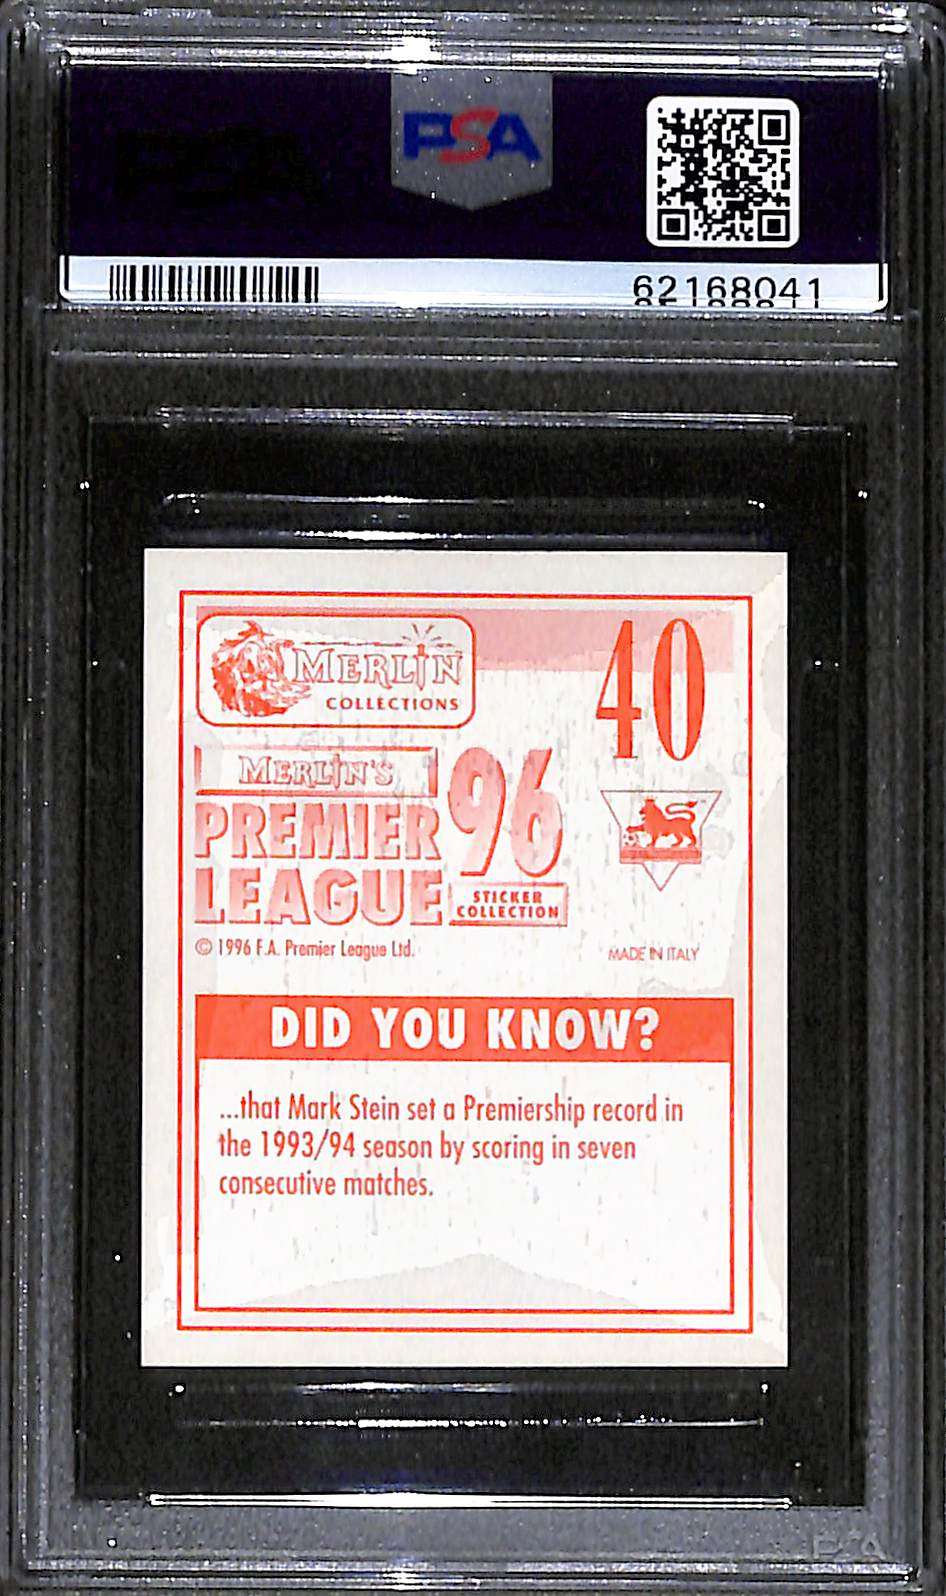 PSA
62168041
MERLIN
COLLECTIONS
40
MERLIN'S
PREMIER
LEAGUE
96
STICKER
COLLECTION
© 1996 F.A. Premier League Ltd.
MADE IN ITALY
DID YOU KNOW?
...that Mark Stein set a Premiership record in
the 1993/94 season by scoring in seven
consecutive matches.
PSA